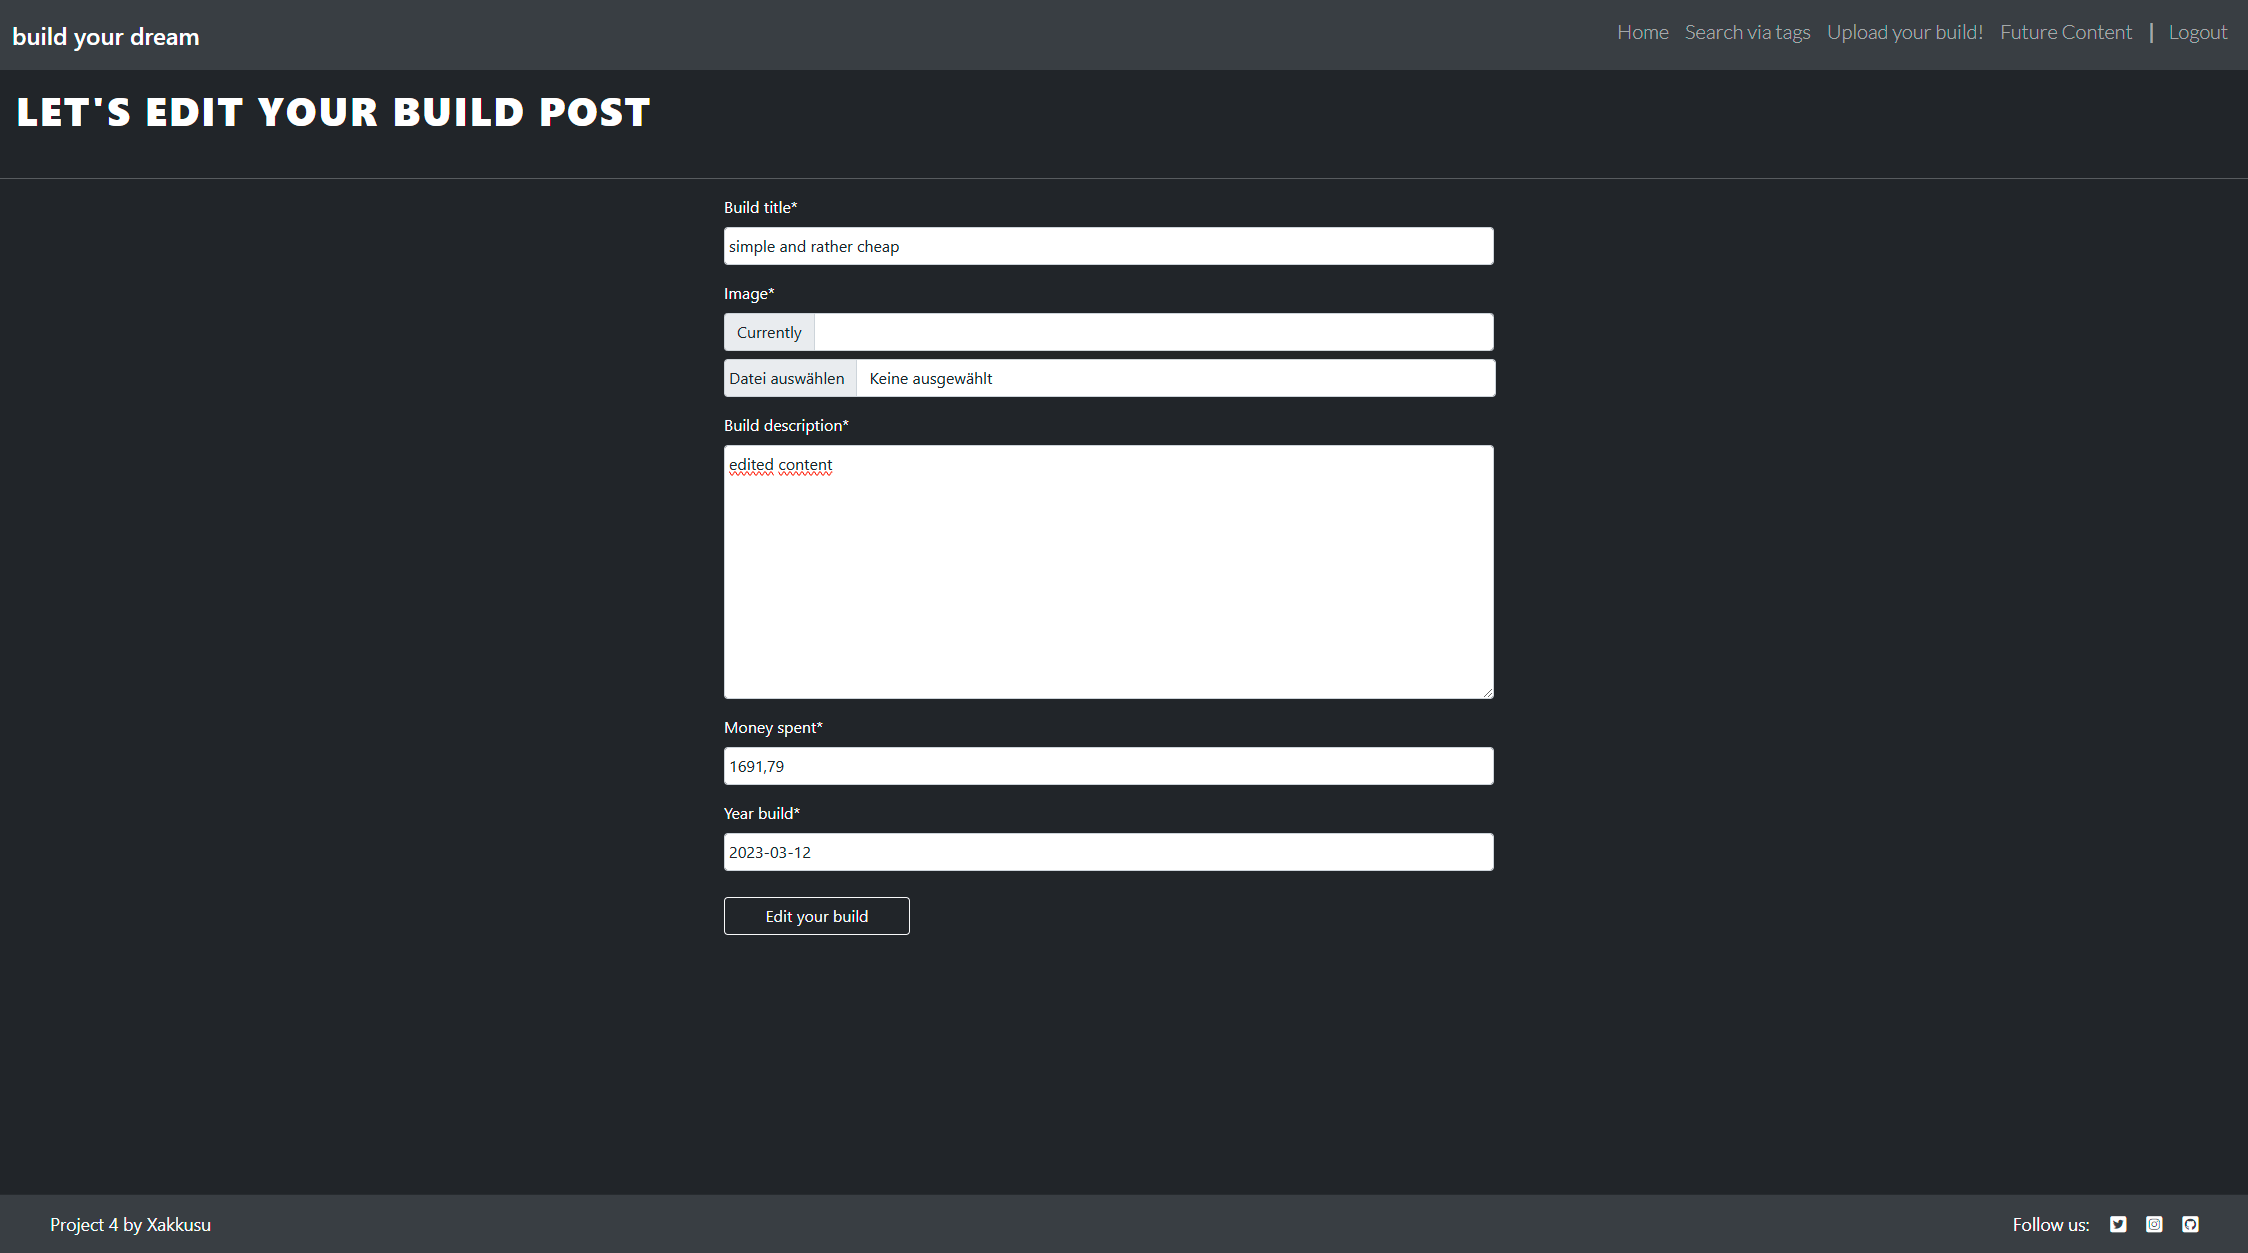 build your dream
Home Search via tags Upload your build! Future Content | Logout
LET'S EDIT YOUR BUILD POST
Build title*
simple and rather cheap
Image*
Currently
Datei auswählen Keine ausgewählt
Build description*
edited content
Money spent*
1691,79
Year build*
2023-03-12
Edit your build
Project 4 by Xakkusu
Follow us: